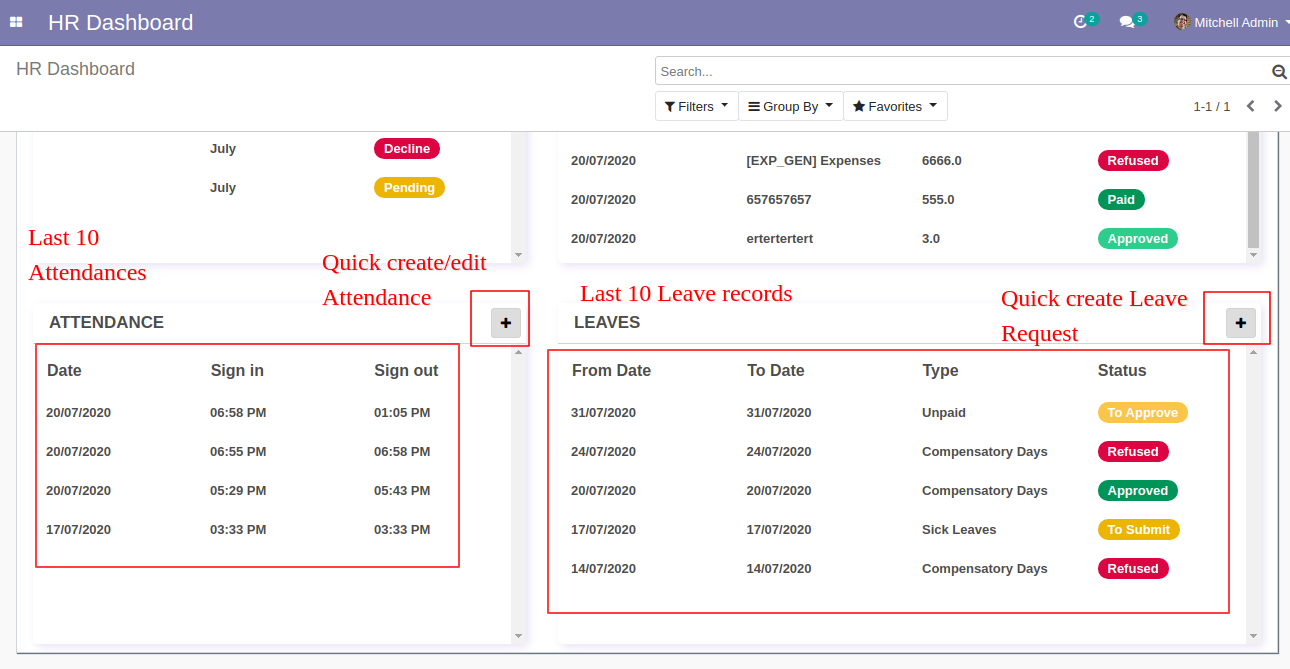 HR Dashboard
2
3
Mitchell Admin
HR Dashboard
Search...
Filters
Group By
Favorites
1-1 / 1
July Decline
July Pending
20/07/2020 [EXP_GEN] Expenses 6666.0 Refused
20/07/2020 657657657 555.0 Paid
20/07/2020 ertertertert 3.0 Approved
Last 10
Attendances
Quick create/edit
Attendance
Last 10 Leave records
Quick create Leave
Request
ATTENDANCE
Date Sign in Sign out
20/07/2020 06:58 PM 01:05 PM
20/07/2020 06:55 PM 06:58 PM
20/07/2020 05:29 PM 05:43 PM
17/07/2020 03:33 PM 03:33 PM
LEAVES
From Date To Date Type Status
31/07/2020 31/07/2020 Unpaid To Approve
24/07/2020 24/07/2020 Compensatory Days Refused
20/07/2020 20/07/2020 Compensatory Days Approved
17/07/2020 17/07/2020 Sick Leaves To Submit
14/07/2020 14/07/2020 Compensatory Days Refused